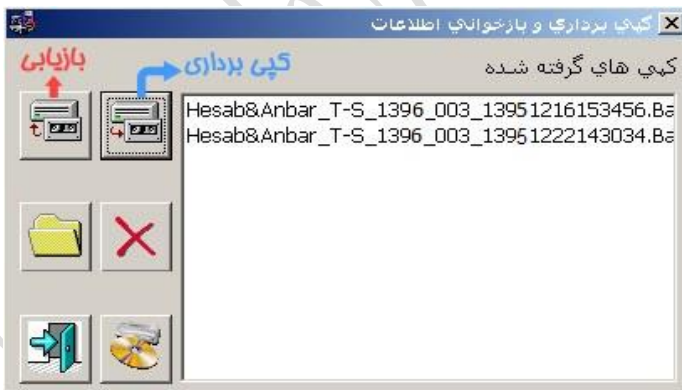 کپي برداري و بازخواني اطلاعات
بازیابی
کپی برداری
کپي هاي گرفته شده
Hesab&Anbar_T-S_1396_003_13951216153456.Ba
Hesab&Anbar_T-S_1396_003_13951222143034.Ba